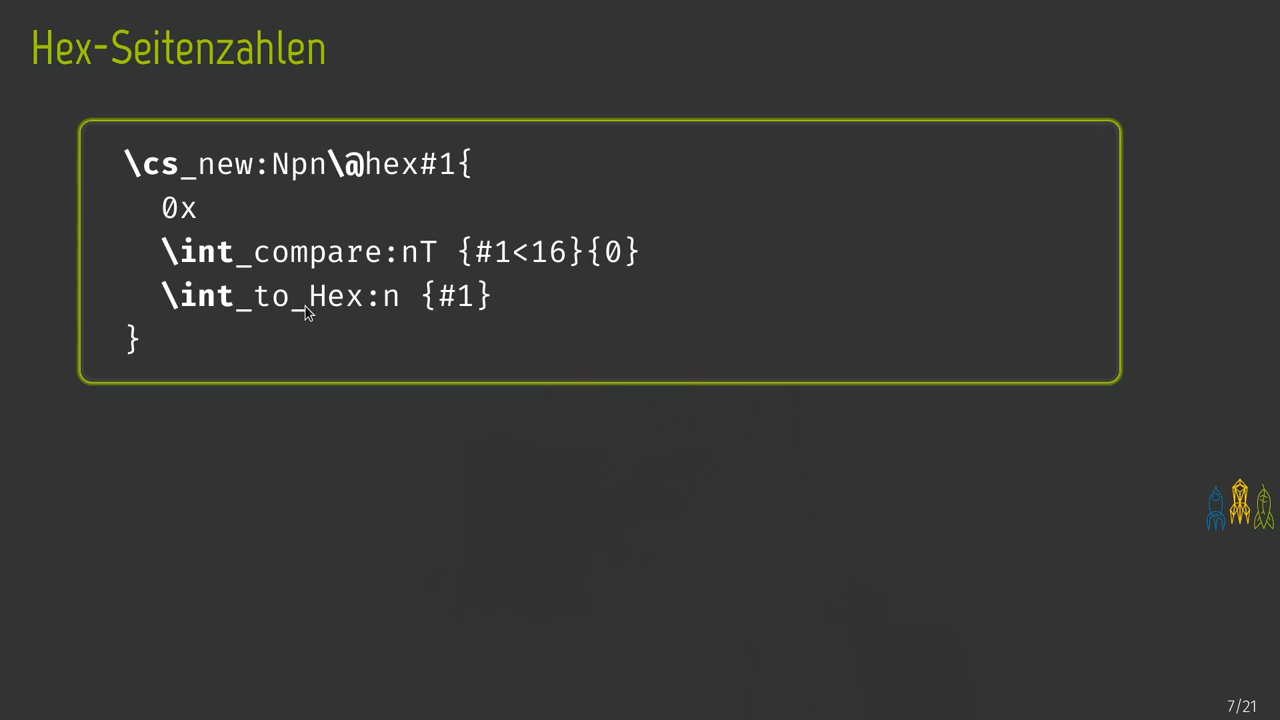 Hex-Seitenzahlen
\cs_new:Npn\@hex#1{
0x
\int_compare:nT {#1<16}{0}
\int_to_Hex:n {#1}
}
7/21